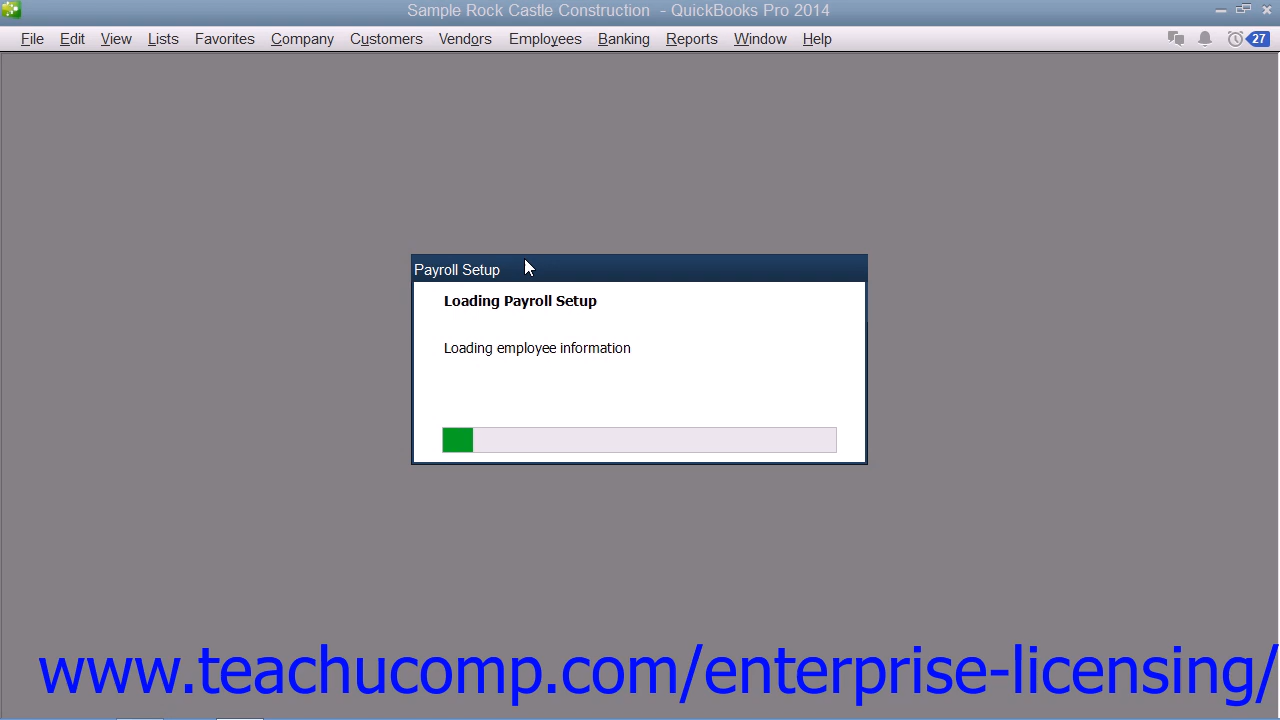 Sample Rock Castle Construction - QuickBooks Pro 2014
File Edit View Lists Favorites Company Customers Vendors Employees Banking Reports Window Help 27
Payroll Setup
Loading Payroll Setup
Loading employee information
www.teachucomp.com/enterprise-licensing/